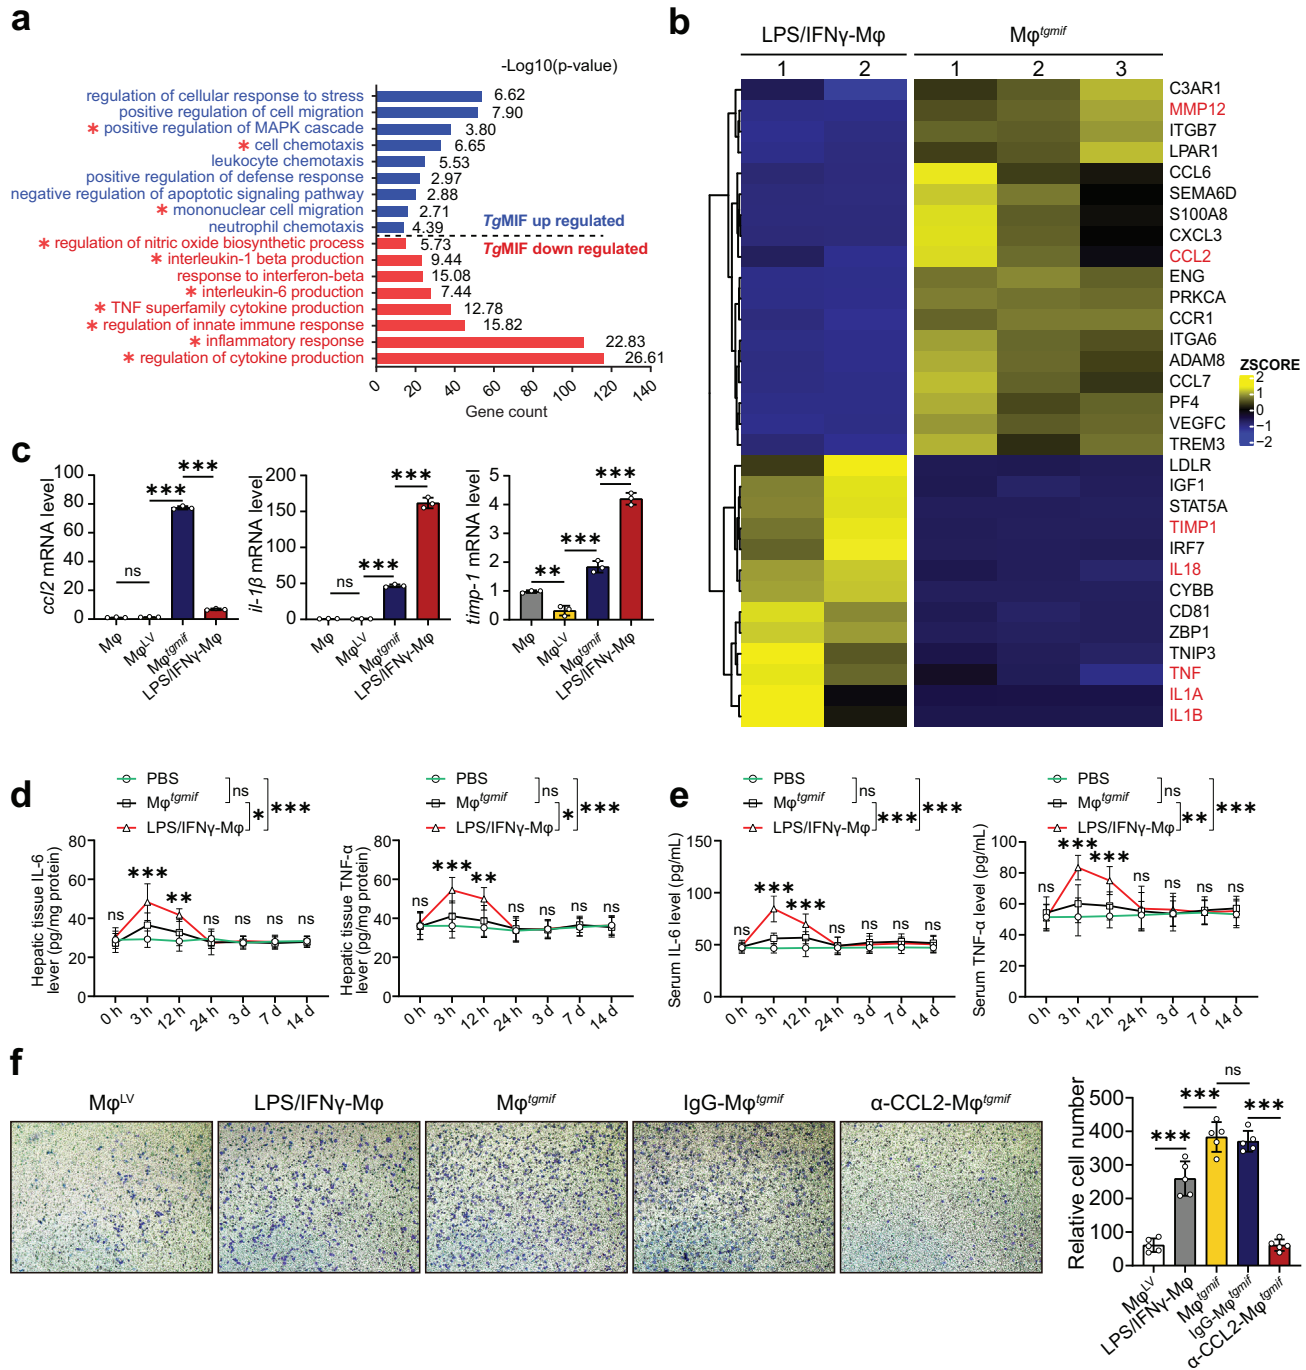 a
-Log10(p-value)
regulation of cellular response to stress 6.62
positive regulation of cell migration 7.90
* positive regulation of MAPK cascade 3.80
* cell chemotaxis 6.65
leukocyte chemotaxis 5.53
positive regulation of defense response 2.97
negative regulation of apoptotic signaling pathway 2.88
* mononuclear cell migration 2.71
neutrophil chemotaxis 4.39
TgMIF up regulated
TgMIF down regulated
* regulation of nitric oxide biosynthetic process 5.73
* interleukin-1 beta production 9.44
response to interferon-beta 15.08
* interleukin-6 production 7.44
* TNF superfamily cytokine production 12.78
* regulation of innate immune response 15.82
* inflammatory response 22.83
* regulation of cytokine production 26.61
0 20 40 60 80 100 120 140
Gene count
b
LPS/IFNγ-Mφ Mφtgmif
1 2 1 2 3
C3AR1
MMP12
ITGB7
LPAR1
CCL6
SEMA6D
S100A8
CXCL3
CCL2
ENG
PRKCA
CCR1
ITGA6
ADAM8
CCL7
PF4
VEGFC
TREM3
LDLR
IGF1
STAT5A
TIMP1
IRF7
IL18
CYBB
CD81
ZBP1
TNIP3
TNF
IL1A
IL1B
ZSCORE
2
1
0
−1
−2
c
ccl2 mRNA level
100
80
60
40
20
0
ns *** ***
Mφ MφLV Mφtgmif LPS/IFNγ-Mφ
il-1β mRNA level
200
150
100
50
0
ns *** ***
Mφ MφLV Mφtgmif LPS/IFNγ-Mφ
timp-1 mRNA level
5
4
3
2
1
0
** *** ***
Mφ MφLV Mφtgmif LPS/IFNγ-Mφ
d
PBS
Mφtgmif
LPS/IFNγ-Mφ
ns * ***
Hepatic tissue IL-6
lever (pg/mg protein)
80
60
40
20
0
ns *** ** ns ns ns ns
0 h 3 h 12 h 24 h 3 d 7 d 14 d
PBS
Mφtgmif
LPS/IFNγ-Mφ
ns * ***
Hepatic tissue TNF-α
lever (pg/mg protein)
80
60
40
20
0
ns *** ** ns ns ns ns
0 h 3 h 12 h 24 h 3 d 7 d 14 d
e
PBS
Mφtgmif
LPS/IFNγ-Mφ
ns *** ***
Serum IL-6 level (pg/mL)
150
100
50
0
ns *** *** ns ns ns ns
0 h 3 h 12 h 24 h 3 d 7 d 14 d
PBS
Mφtgmif
LPS/IFNγ-Mφ
ns ** ***
Serum TNF-α level (pg/mL)
100
80
60
40
20
0
ns *** *** ns ns ns ns
0 h 3 h 12 h 24 h 3 d 7 d 14 d
f
MφLV LPS/IFNγ-Mφ Mφtgmif IgG-Mφtgmif α-CCL2-Mφtgmif
Relative cell number
500
400
300
200
100
0
*** *** ns ***
MφLV LPS/IFNγ-Mφ Mφtgmif IgG-Mφtgmif α-CCL2-Mφtgmif